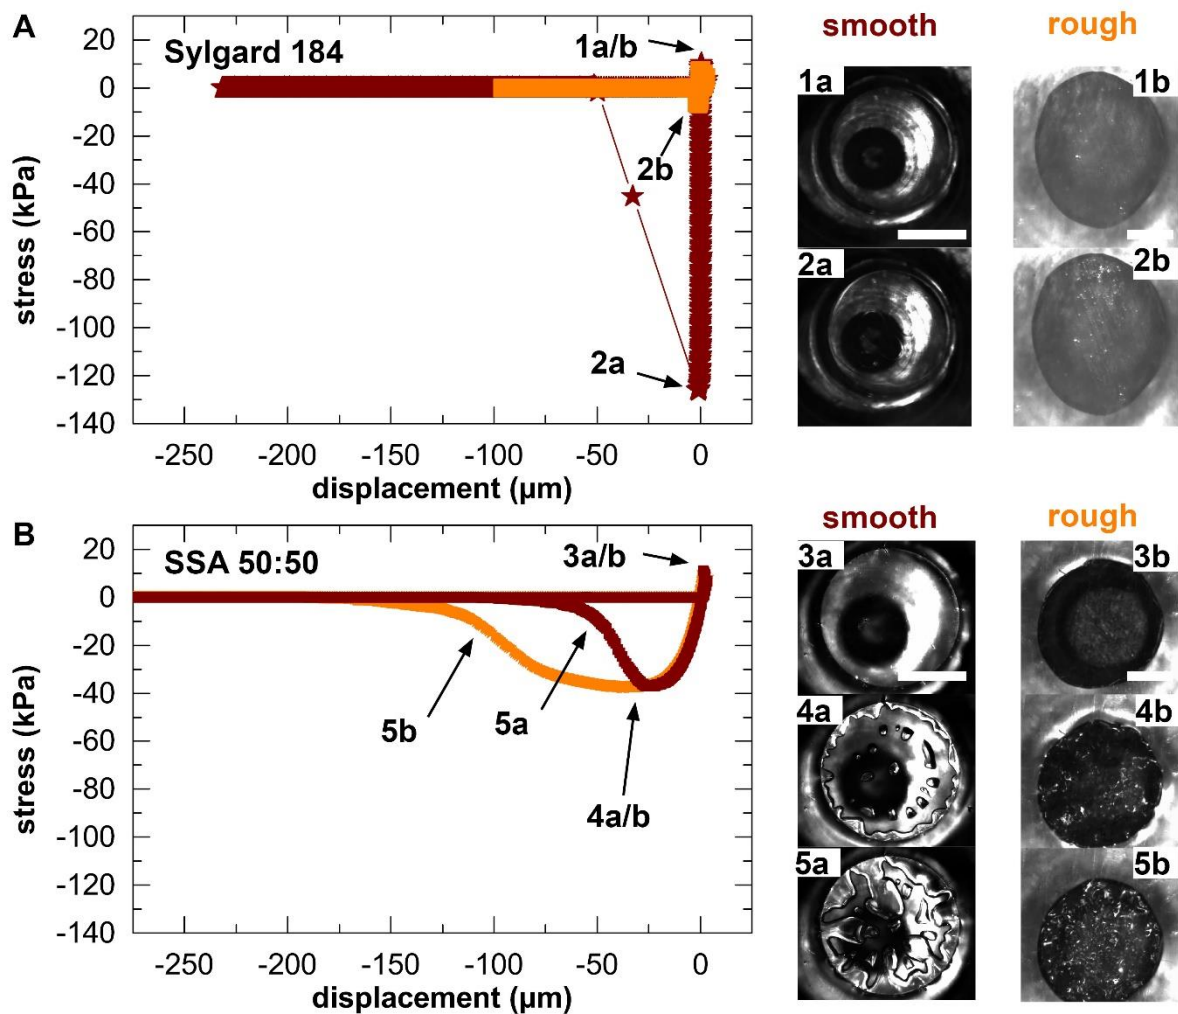 A
Sylgard 184
1a/b
2b
2a
20
0
-20
-40
-60
-80
-100
-120
-140
stress (kPa)
-250
-200
-150
-100
-50
0
displacement (µm)
smooth
rough
1a
1b
2a
2b
B
SSA 50:50
3a/b
5b
5a
4a/b
20
0
-20
-40
-60
-80
-100
-120
-140
stress (kPa)
-250
-200
-150
-100
-50
0
displacement (µm)
smooth
rough
3a
3b
4a
4b
5a
5b